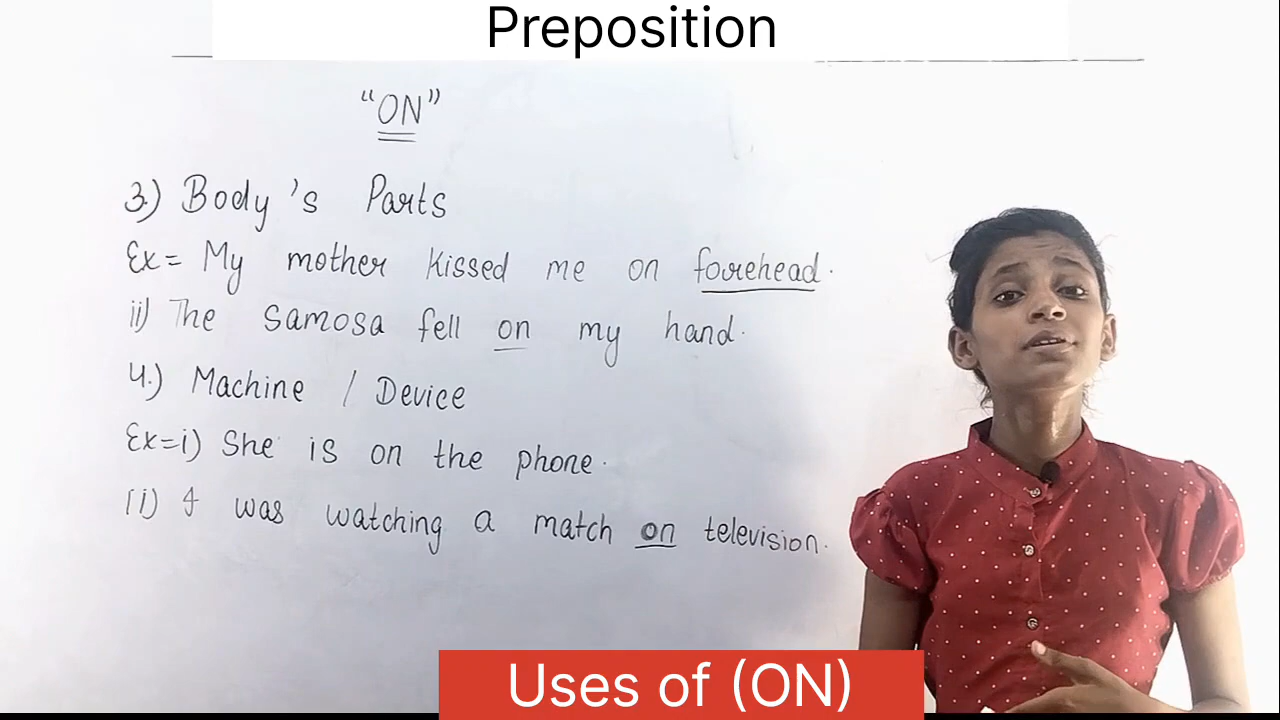 Preposition
"ON"
3.) Body's Parts
Ex= My mother kissed me on forehead.
ii) The samosa fell on my hand.
4.) Machine / Device
Ex=i) She is on the phone.
(i) I was watching a match on television.
Uses of (ON)